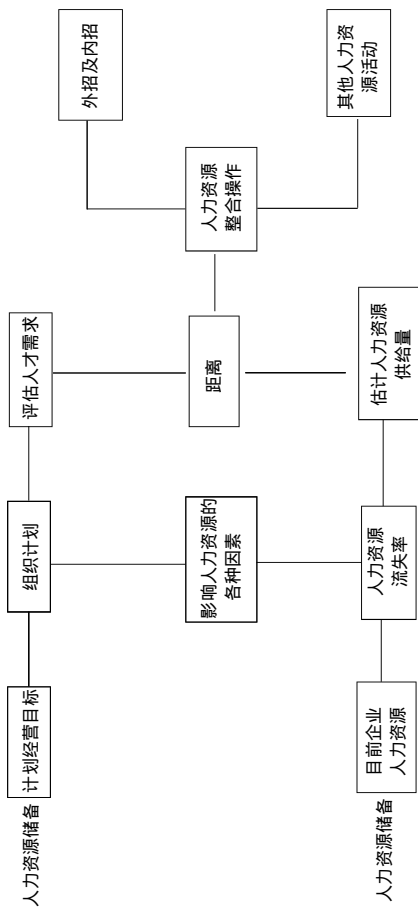 人力资源储备
计划经营目标
组织计划
评估人才需求
外招及内招
影响人力资源的
各种因素
距离
人力资源
整合操作
人力资源储备
目前企业
人力资源
人力资源
流失率
估计人力资源
供给量
其他人力资
源活动